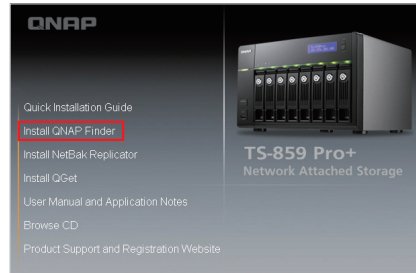 QNAP
Quick Installation Guide
Install QNAP Finder
Install NetBak Replicator
Install QGet
User Manual and Application Notes
Browse CD
Product Support and Registration Website
TS-859 Pro+
Network Attached Storage